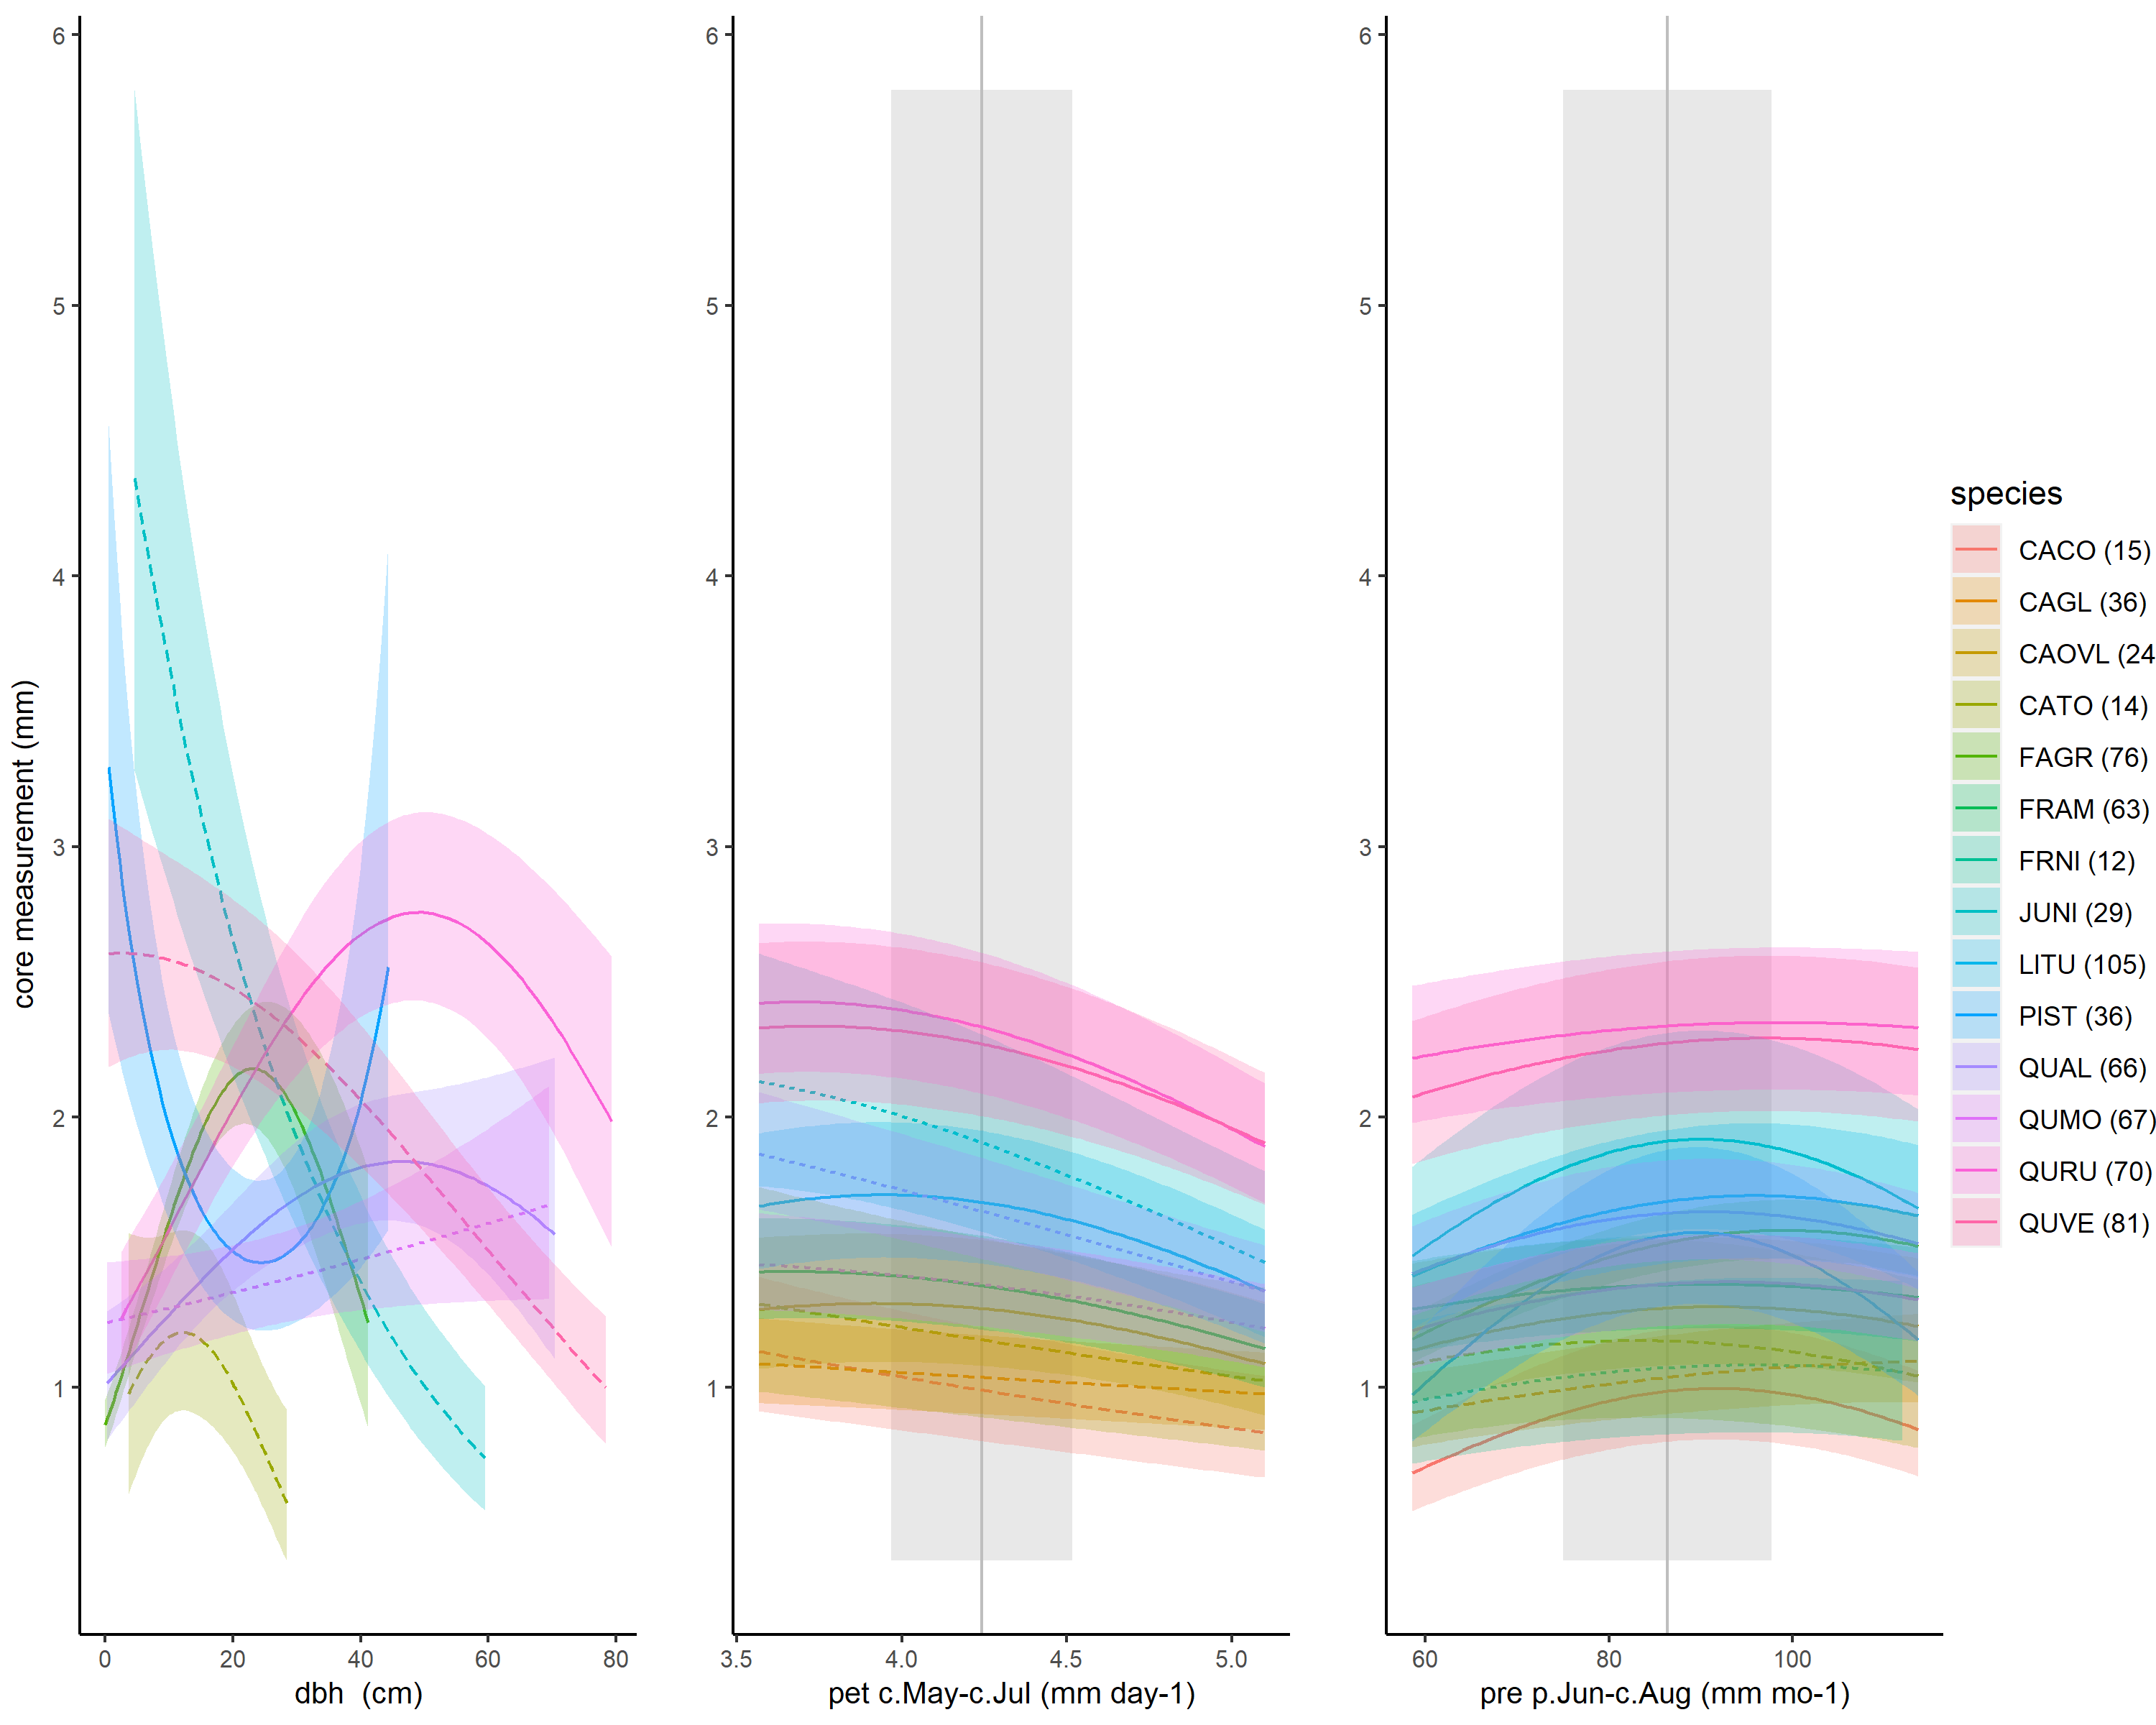 6
5
4
3
2
1
core measurement (mm)
0 20 40 60 80
dbh (cm)
6
5
4
3
2
1
3.5 4.0 4.5 5.0
pet c.May-c.Jul (mm day-1)
6
5
4
3
2
1
60 80 100
pre p.Jun-c.Aug (mm mo-1)
species
CACO (15)
CAGL (36)
CAOVL (24
CATO (14)
FAGR (76)
FRAM (63)
FRNI (12)
JUNI (29)
LITU (105)
PIST (36)
QUAL (66)
QUMO (67)
QURU (70)
QUVE (81)